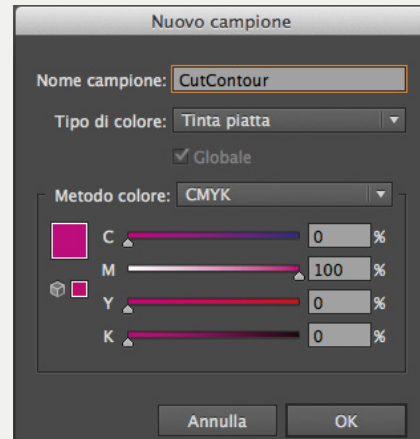 Nuovo campione
Nome campione: CutContour
Tipo di colore: Tinta piatta
Globale
Metodo colore: CMYK
C 0 %
M 100 %
Y 0 %
K 0 %
Annulla OK